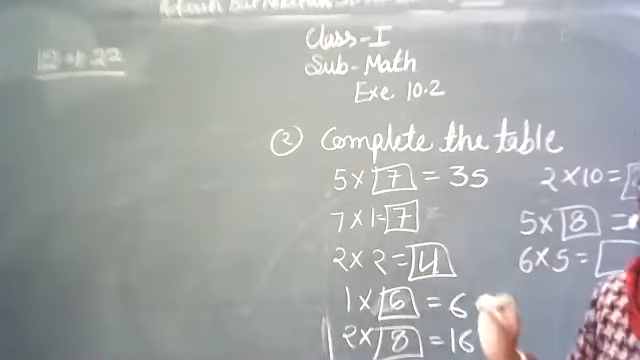 Class-I
Sub-Math
Exe 10.2
② Complete the table
5 × 7 = 35
7 × 1 = 7
2 × 2 = 4
1 × 6 = 6
2 × 8 = 16
2 × 10 =
5 × 8 =
6 × 5 =